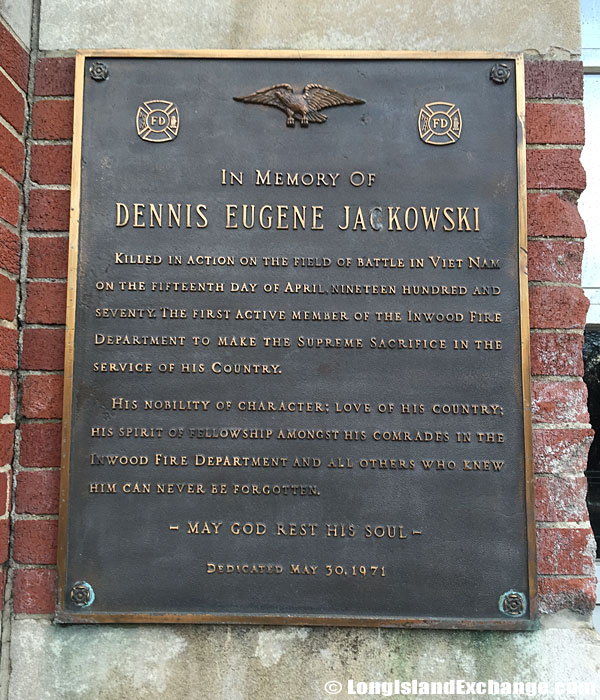 FD FD
IN MEMORY OF
DENNIS EUGENE JACKOWSKI
KILLED IN ACTION ON THE FIELD OF BATTLE IN VIET NAM
ON THE FIFTEENTH DAY OF APRIL, NINETEEN HUNDRED AND
SEVENTY. THE FIRST ACTIVE MEMBER OF THE INWOOD FIRE
DEPARTMENT TO MAKE THE SUPREME SACRIFICE IN THE
SERVICE OF HIS COUNTRY.
HIS NOBILITY OF CHARACTER; LOVE OF HIS COUNTRY;
HIS SPIRIT OF FELLOWSHIP AMONGST HIS COMRADES IN THE
INWOOD FIRE DEPARTMENT AND ALL OTHERS WHO KNEW
HIM CAN NEVER BE FORGOTTEN.
– MAY GOD REST HIS SOUL –
DEDICATED MAY 30, 1971
© LongIslandExchange.com